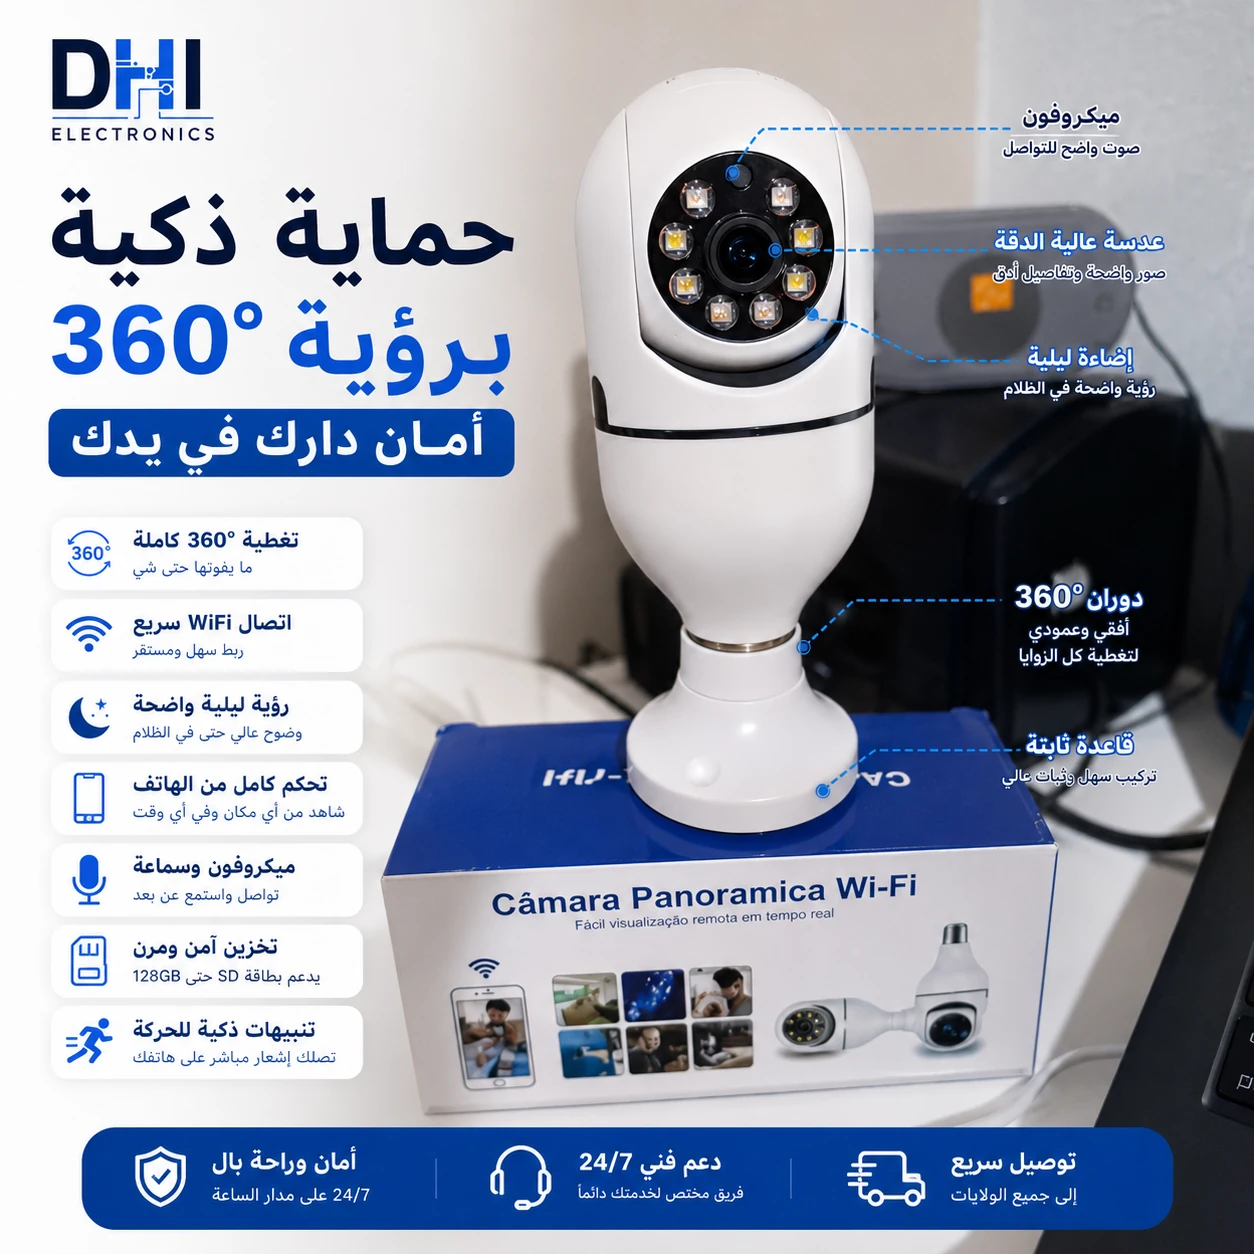 DHI
ELECTRONICS
حماية ذكية
برؤية °360
أمـان دارك في يدك
تغطية °360 كاملة
ما يفوتها حتى شي
اتصال WiFi سريع
ربط سهل ومستقر
رؤية ليلية واضحة
وضوح عالي حتى في الظلام
تحكم كامل من الهاتف
شاهد من أي مكان وفي أي وقت
ميكروفون وسماعة
تواصل واستمع عن بعد
تخزين آمن ومرن
يدعم بطاقة SD حتى 128GB
تنبيهات ذكية للحركة
تصلك إشعار مباشر على هاتفك
ميكروفون
صوت واضح للتواصل
عدسة عالية الدقة
صور واضحة وتفاصيل أدق
إضاءة ليلية
رؤية واضحة في الظلام
دوران °360
أفقي وعمودي
لتغطية كل الزوايا
قاعدة ثابتة
تركيب سهل وثبات عالي
Câmara Panoramica Wi-Fi
Fácil visualização remota em tempo real
360°
توصيل سريع
إلى جميع الولايات
دعم فني 24/7
فريق مختص لخدمتك دائماً
أمان وراحة بال
24/7 على مدار الساعة